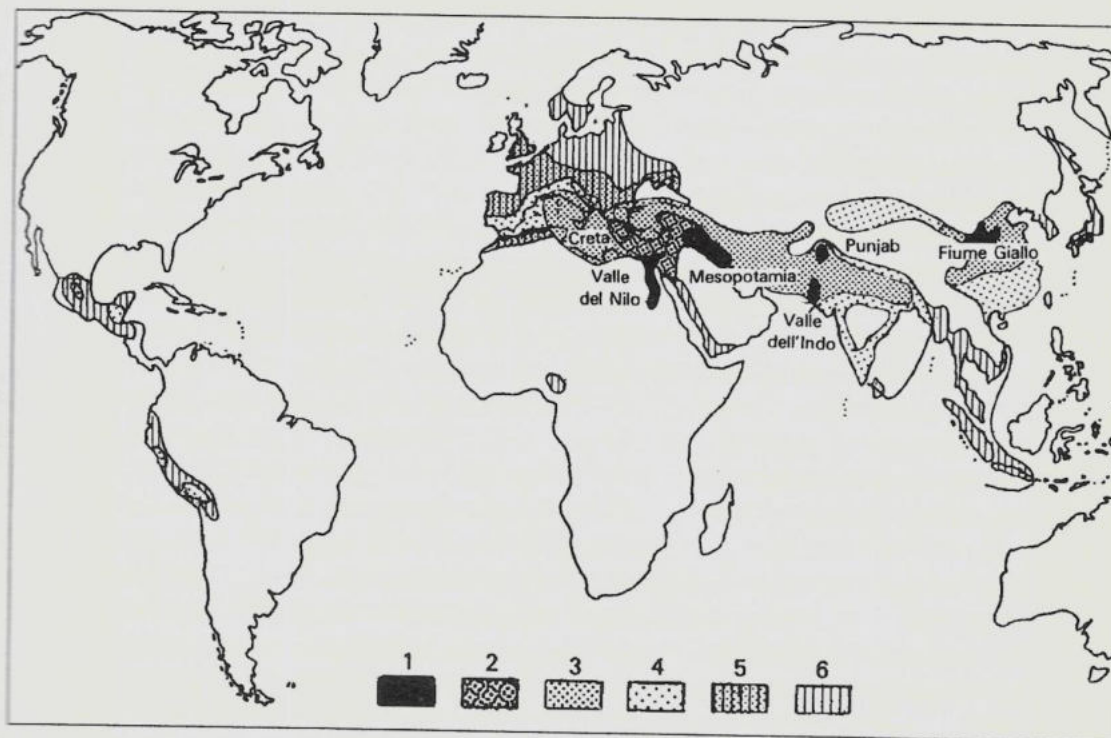 Creta
Punjab
Fiume Giallo
Valle
del Nilo
Mesopotamia
Valle
dell'Indo
1 2 3 4 5 6